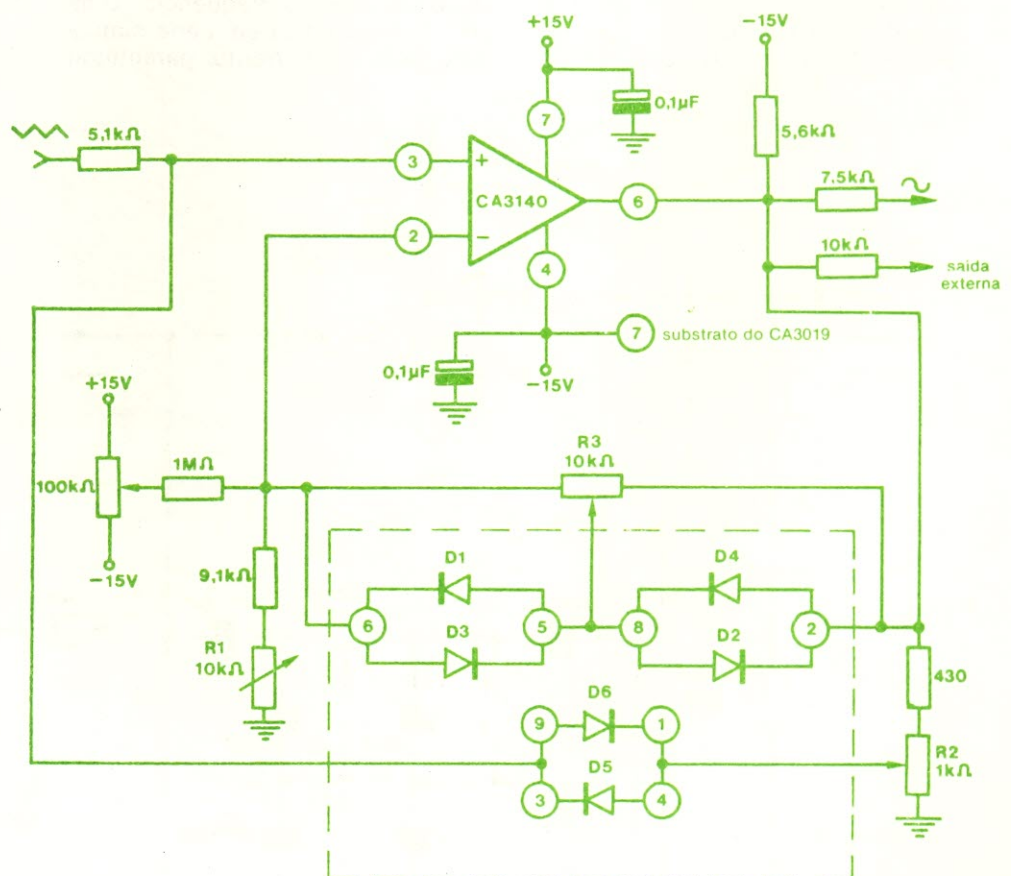 +15V
-15V
0,1µF
7
5,1kΩ
5,6kΩ
3
+
CA3140
6
7,5kΩ
2
-
10kΩ
saída
externa
4
7
substrato do CA3019
0,1µF
-15V
+15V
R3
10kΩ
1MΩ
100kΩ
-15V
D1
D4
9,1kΩ
6
5
8
2
D3
D2
R1
10kΩ
430
D6
9
1
R2
1kΩ
D5
3
4